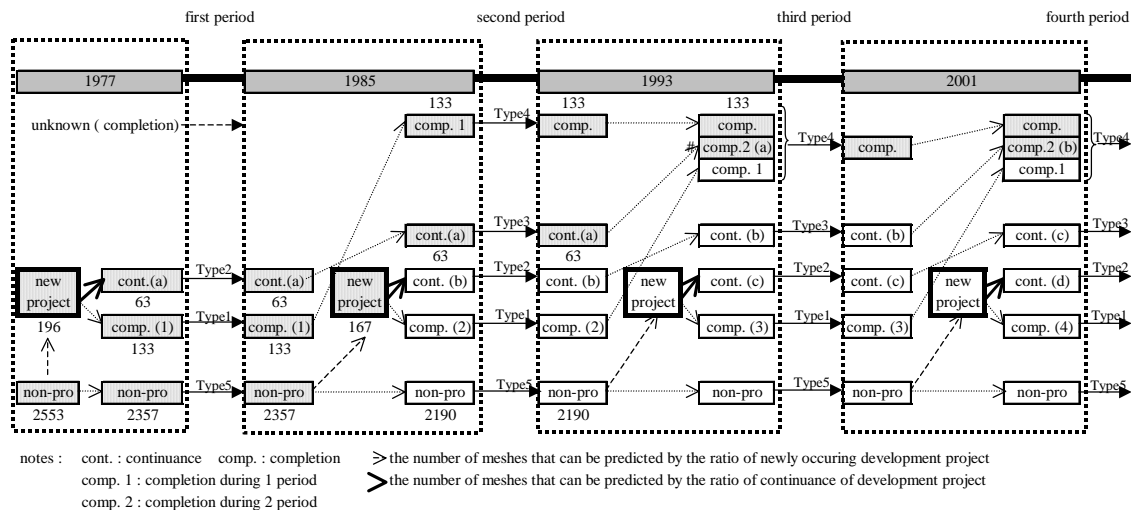 first period second period third period fourth period
1977 1985 1993 2001
133 133 133
unknown ( completion) comp. 1 Type4 comp. comp. Type4 comp. comp. Type4
# comp.2 (a) comp.2 (b)
comp. 1 comp.1
cont.(a) Type3 cont.(a) cont. (b) Type3 cont. (b) cont. (c) Type3
63 63
new project cont.(a) Type2 cont.(a) new project cont. (b) Type2 cont. (b) new project cont. (c) Type2 cont. (c) new project cont. (d) Type2
63 63
comp. (1) Type1 comp. (1) comp. (2) Type1 comp. (2) comp. (3) Type1 comp. (3) comp. (4) Type1
196 133 133 167
non-pro non-pro Type5 non-pro non-pro Type5 non-pro non-pro Type5 non-pro non-pro Type5
2553 2357 2357 2190 2190
notes : cont. : continuance comp. : completion the number of meshes that can be predicted by the ratio of newly occuring development project
comp. 1 : completion during 1 period the number of meshes that can be predicted by the ratio of continuance of development project
comp. 2 : completion during 2 period